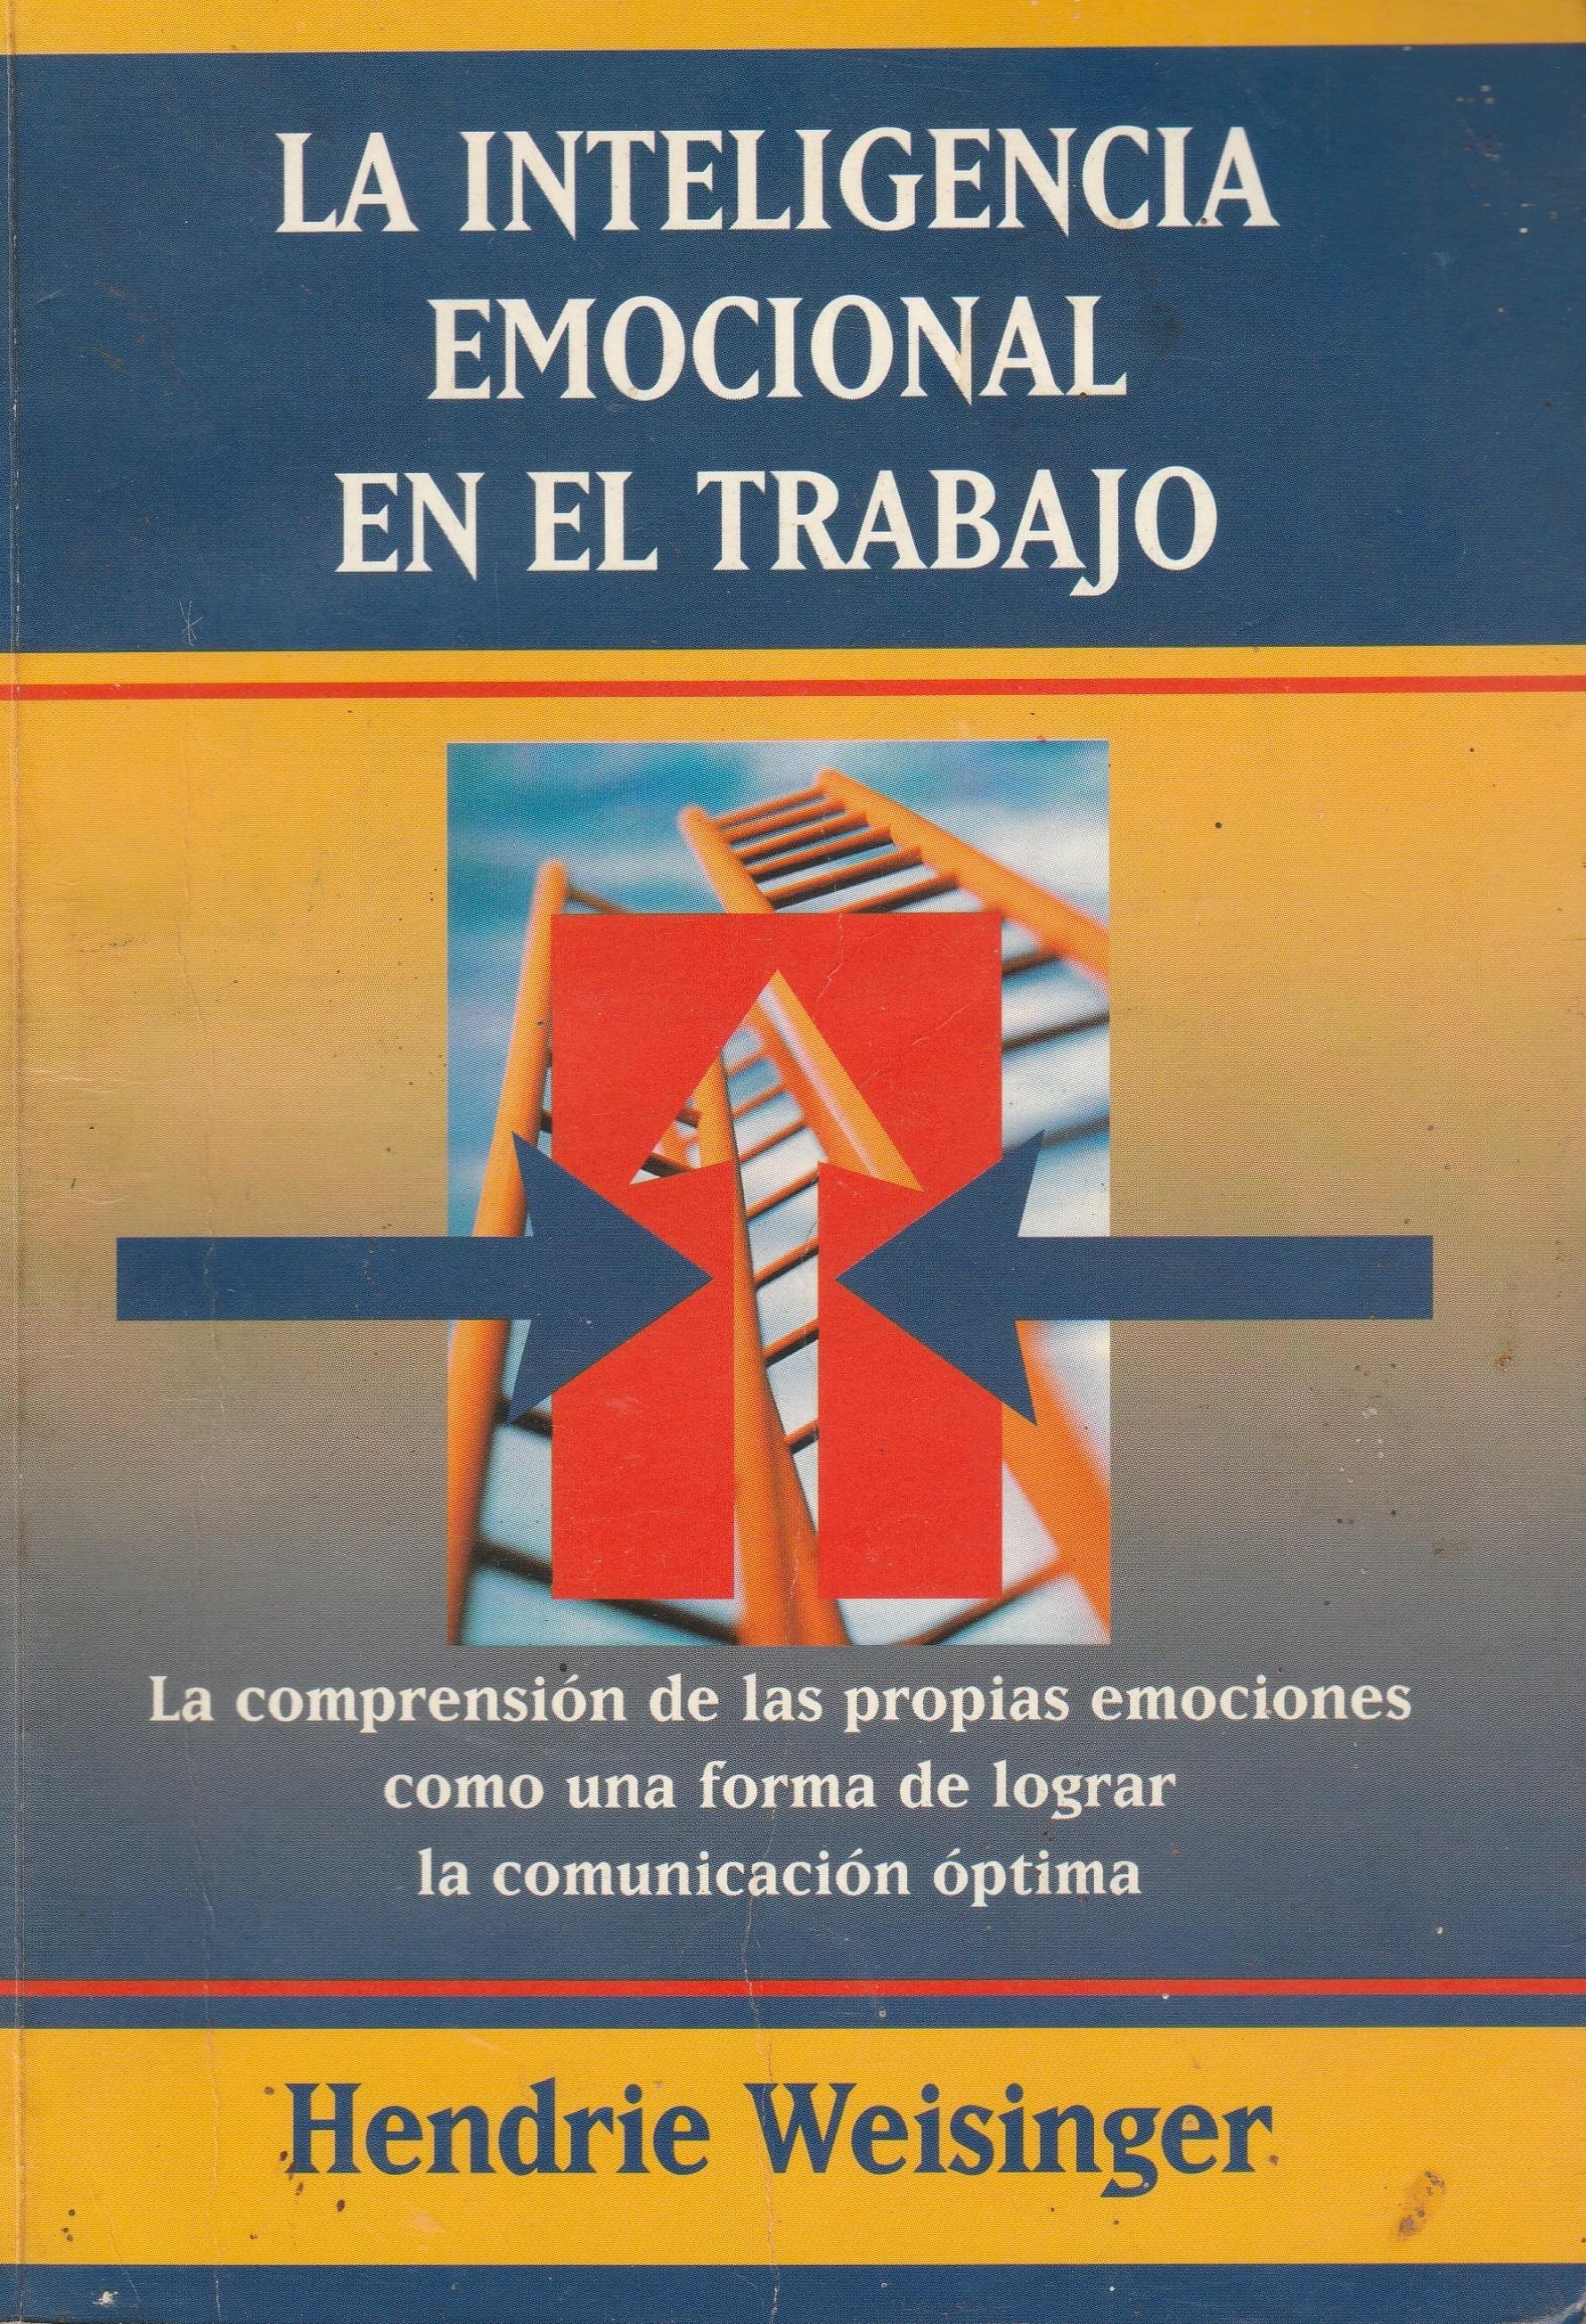 LA INTELIGENCIA
EMOCIONAL
EN EL TRABAJO
La comprensión de las propias emociones
como una forma de lograr
la comunicación óptima
Hendrie Weisinger